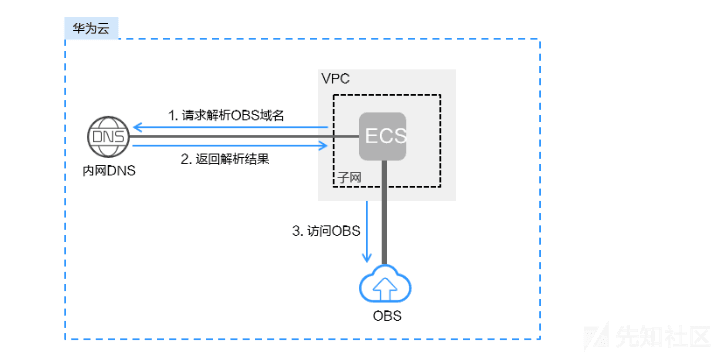 华为云
VPC
1. 请求解析OBS域名
DNS
ECS
2. 返回解析结果
内网DNS
子网
3. 访问OBS
OBS
先知社区